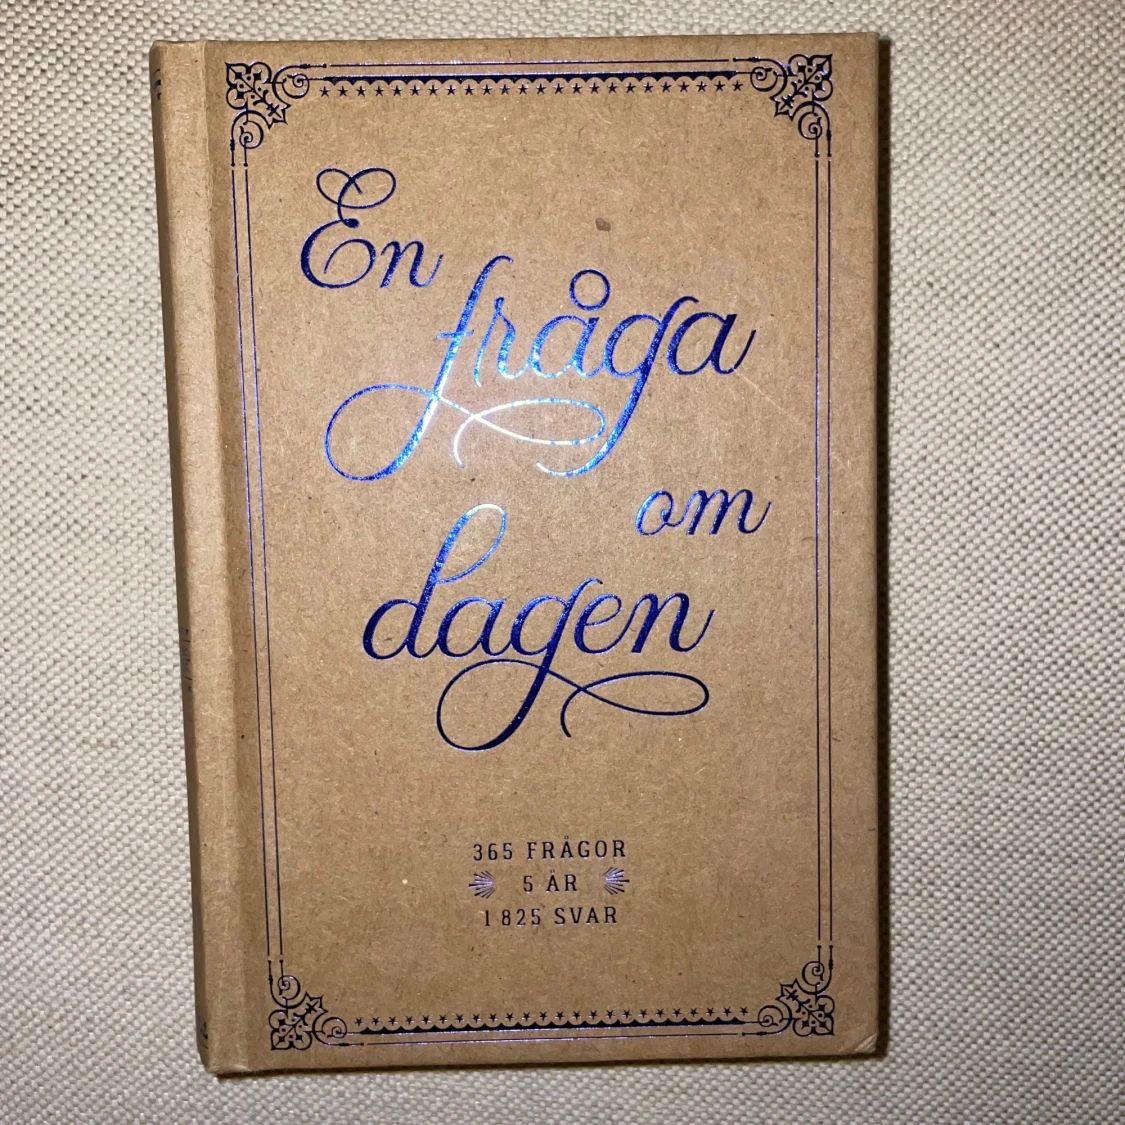 En
fråga
om
dagen
365 FRÅGOR
5 ÅR
1 825 SVAR